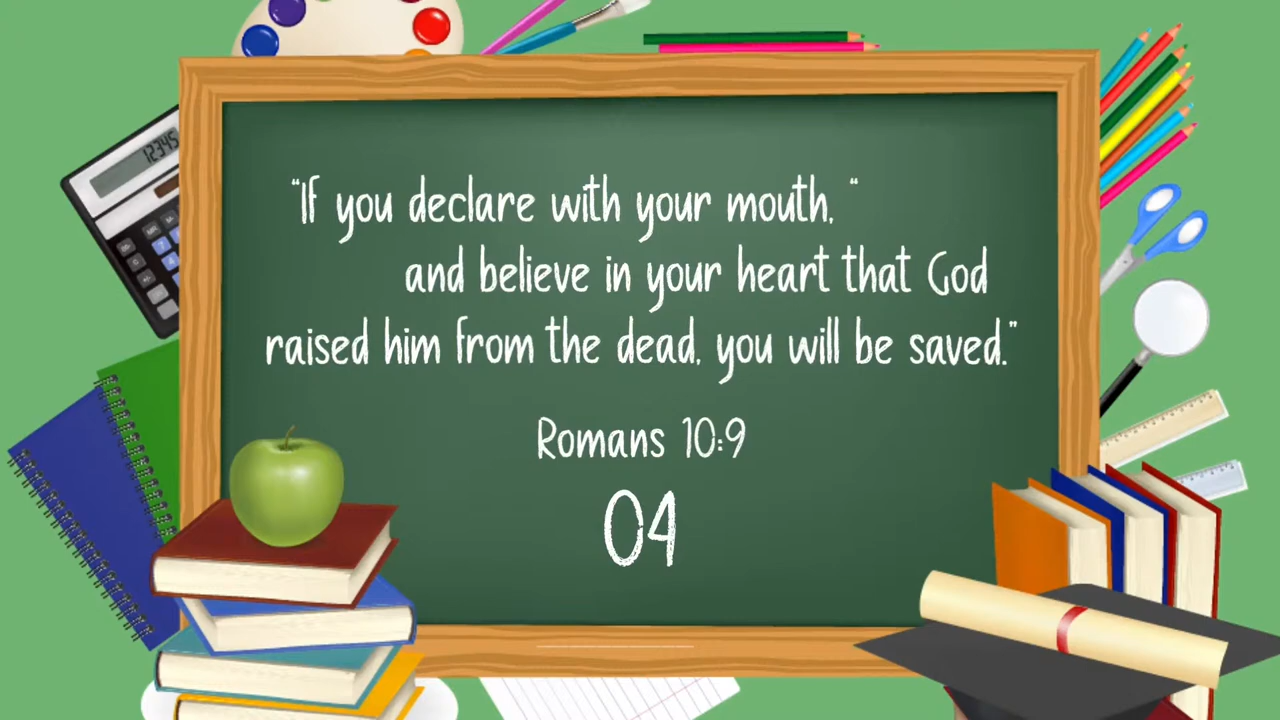 "If you declare with your mouth, "
and believe in your heart that God
raised him from the dead, you will be saved."
Romans 10:9
04
12345